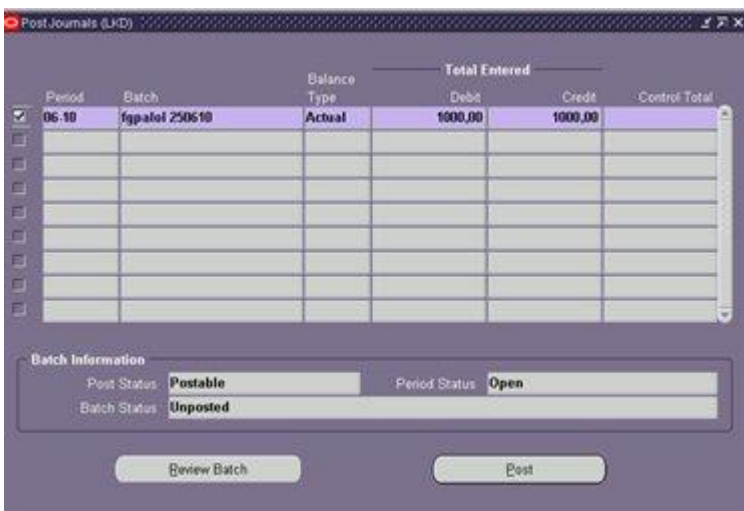 Post Journals (LKD)
Total Entered
Balance
Period Batch Type Debit Credit Control Total
06-10 fgpalol 250610 Actual 1000,00 1000,00
Batch Information
Post Status Postable Period Status Open
Batch Status Unposted
Review Batch Post